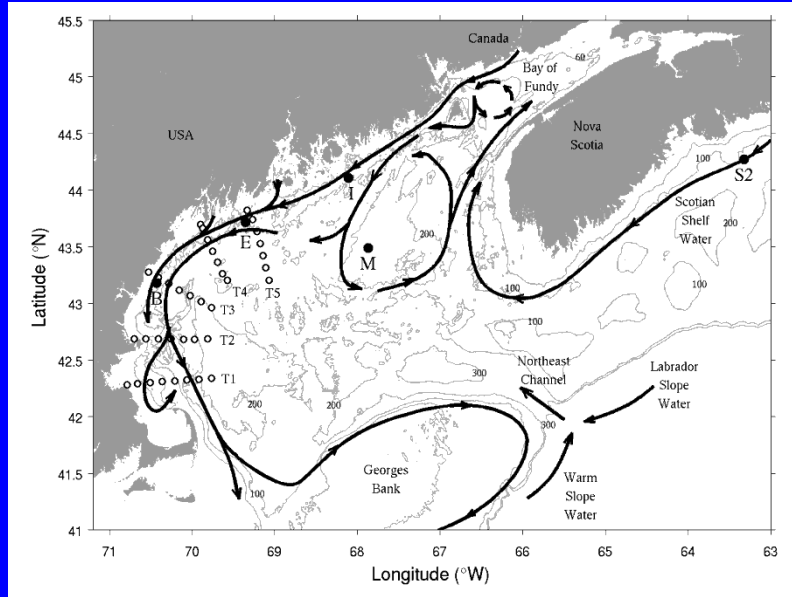 45.5
45
44.5
44
43.5
43
42.5
42
41.5
41
Latitude (°N)
71
70
69
68
67
66
65
64
63
Longitude (°W)
Canada
Bay of
Fundy
60
USA
Nova
Scotia
100
S2
Scotian
Shelf
Water
200
I
E
M
200
B
T4
T5
T3
T2
T1
100
100
100
Northeast
Channel
Labrador
Slope
Water
200
200
300
300
Georges
Bank
100
Warm
Slope
Water